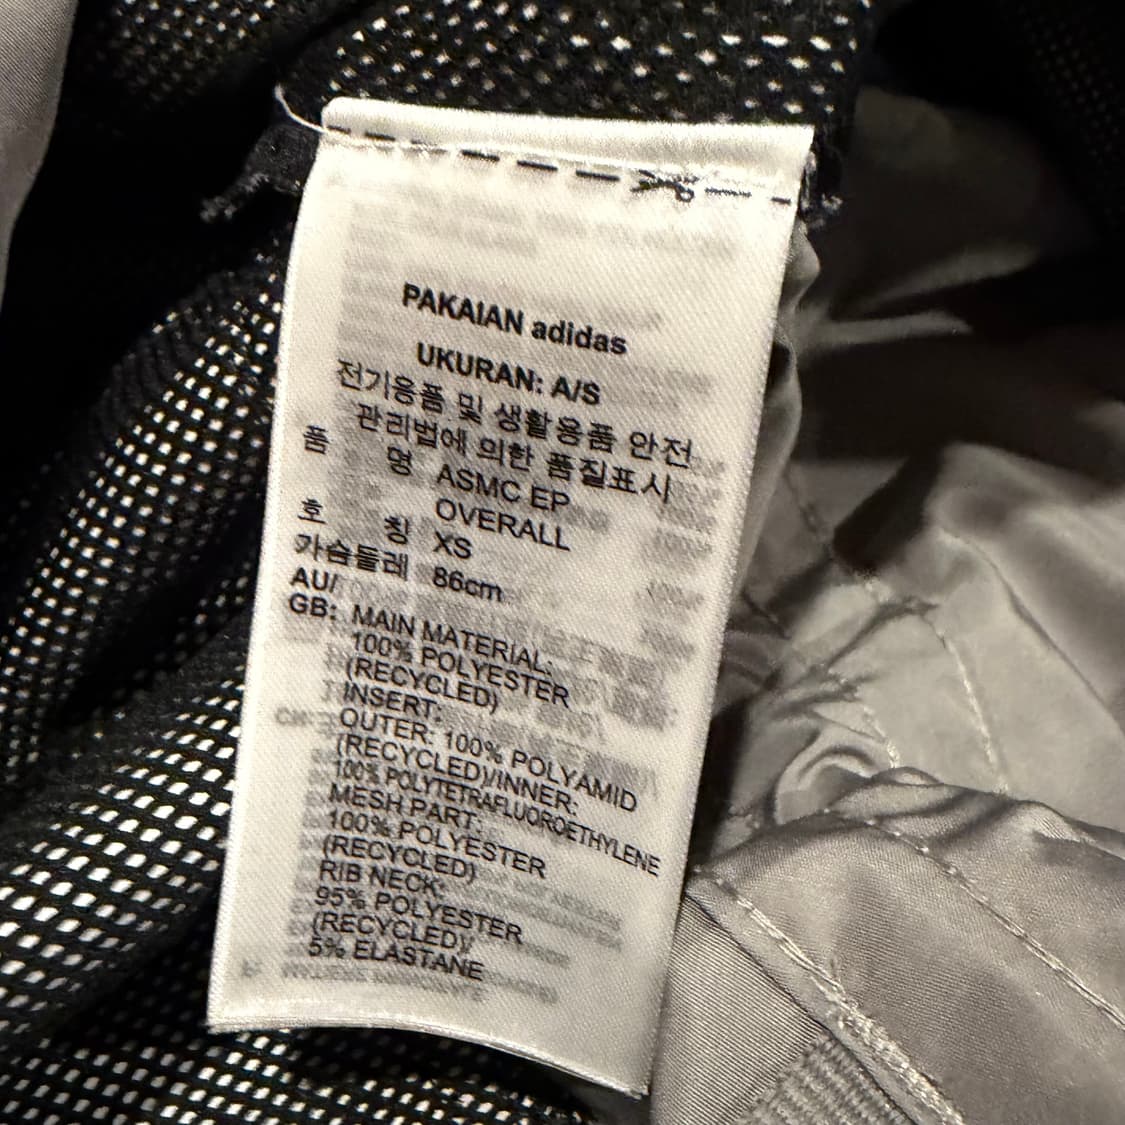 PAKAIAN adidas
UKURAN: A/S
전기용품 및 생활용품 안전
관리법에 의한 품질표시
품 명 ASMC EP
OVERALL
호 칭 XS
가슴둘레 86cm
AU/
GB: MAIN MATERIAL:
100% POLYESTER
(RECYCLED)
INSERT:
OUTER: 100% POLYAMID
(RECYCLED)/INNER:
100% POLYTETRAFLUOROETHYLENE
MESH PART:
100% POLYESTER
(RECYCLED)
RIB NECK:
95% POLYESTER
(RECYCLED)/
5% ELASTANE